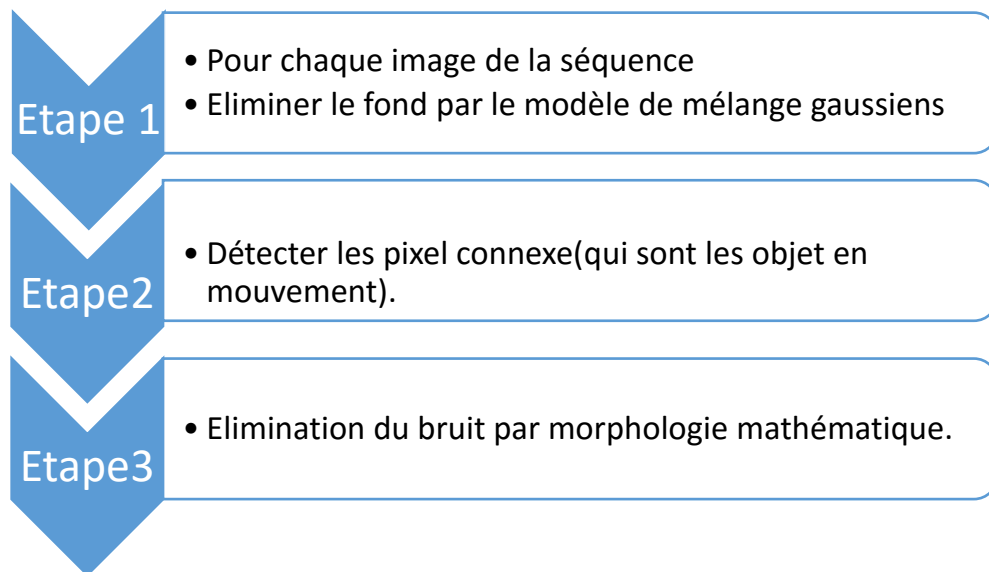 Etape 1
• Pour chaque image de la séquence
• Eliminer le fond par le modèle de mélange gaussiens
Etape2
• Détecter les pixel connexe(qui sont les objet en
mouvement).
Etape3
• Elimination du bruit par morphologie mathématique.